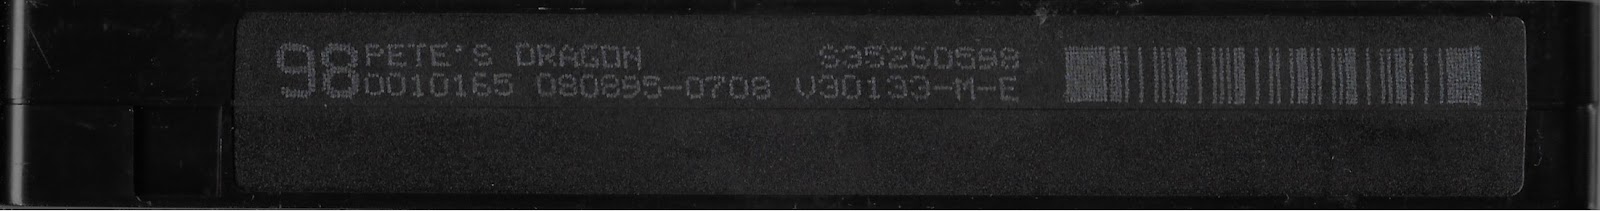 98 PETE'S DRAGON S35260598
0010165 080895-0708 V30133-M-E